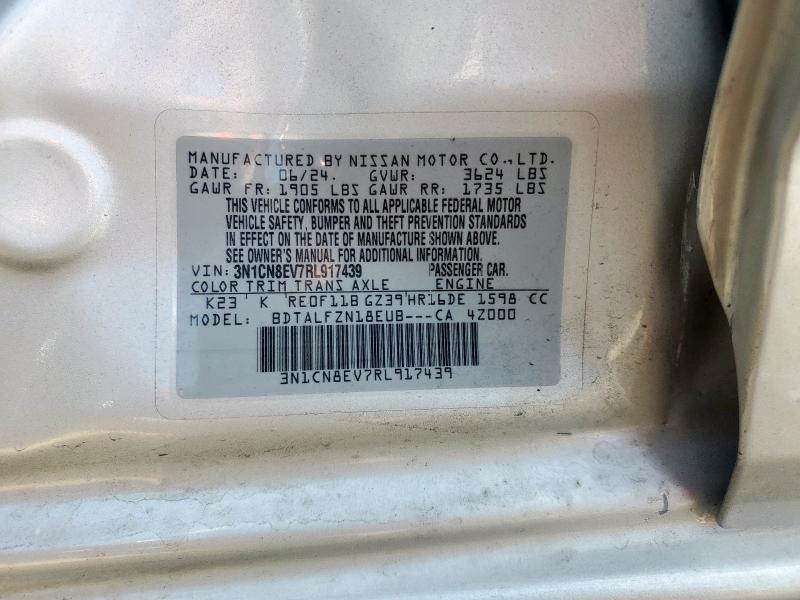 MANUFACTURED BY NISSAN MOTOR CO., LTD.
DATE: 06/24. GVWR: 3624 LBS
GAWR FR: 1905 LBS GAWR RR: 1735 LBS
THIS VEHICLE CONFORMS TO ALL APPLICABLE FEDERAL MOTOR
VEHICLE SAFETY, BUMPER AND THEFT PREVENTION STANDARDS
IN EFFECT ON THE DATE OF MANUFACTURE SHOWN ABOVE.
SEE OWNER'S MANUAL FOR ADDITIONAL INFORMATION.
VIN: 3N1CN8EV7RL917439 PASSENGER CAR.
COLOR TRIM TRANS AXLE ENGINE
K23 K RE0F11B GZ39 HR16DE 1598 CC
MODEL: BDTALFZN18EUB---CA 4Z000
3N1CN8EV7RL917439